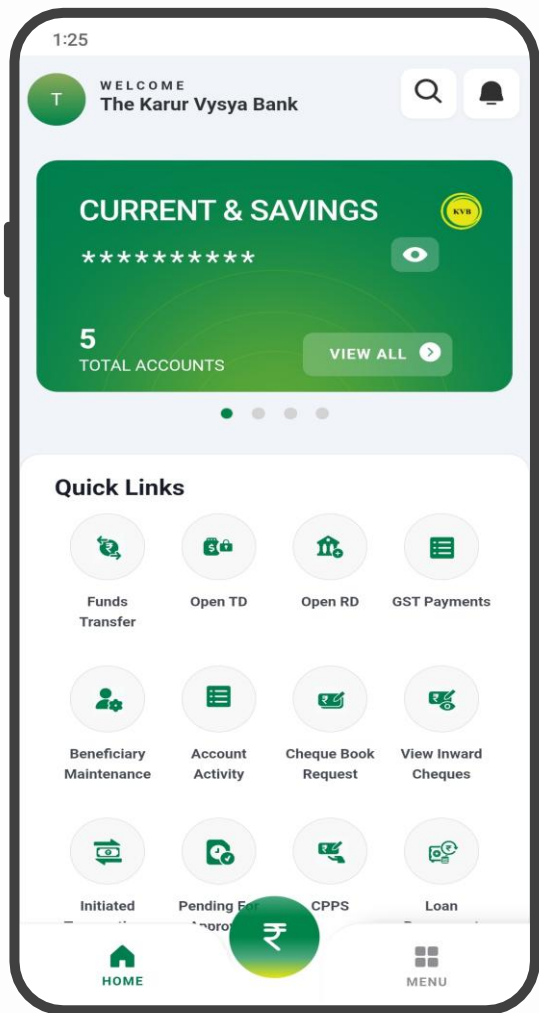 1:25
T
WELCOME
The Karur Vysya Bank
CURRENT & SAVINGS
KVB
**********
5
TOTAL ACCOUNTS
VIEW ALL
Quick Links
Funds Transfer
Open TD
Open RD
GST Payments
Beneficiary Maintenance
Account Activity
Cheque Book Request
View Inward Cheques
Initiated
Pending For
CPPS
Loan
₹
HOME
MENU